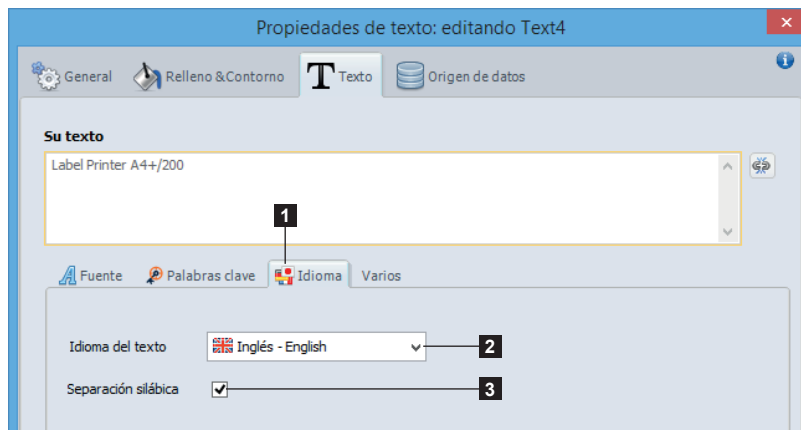 Propiedades de texto: editando Text4
General Relleno &Contorno Texto Origen de datos
Su texto
Label Printer A4+/200
1
Fuente Palabras clave Idioma Varios
Idioma del texto Inglés - English 2
Separación silábica 3